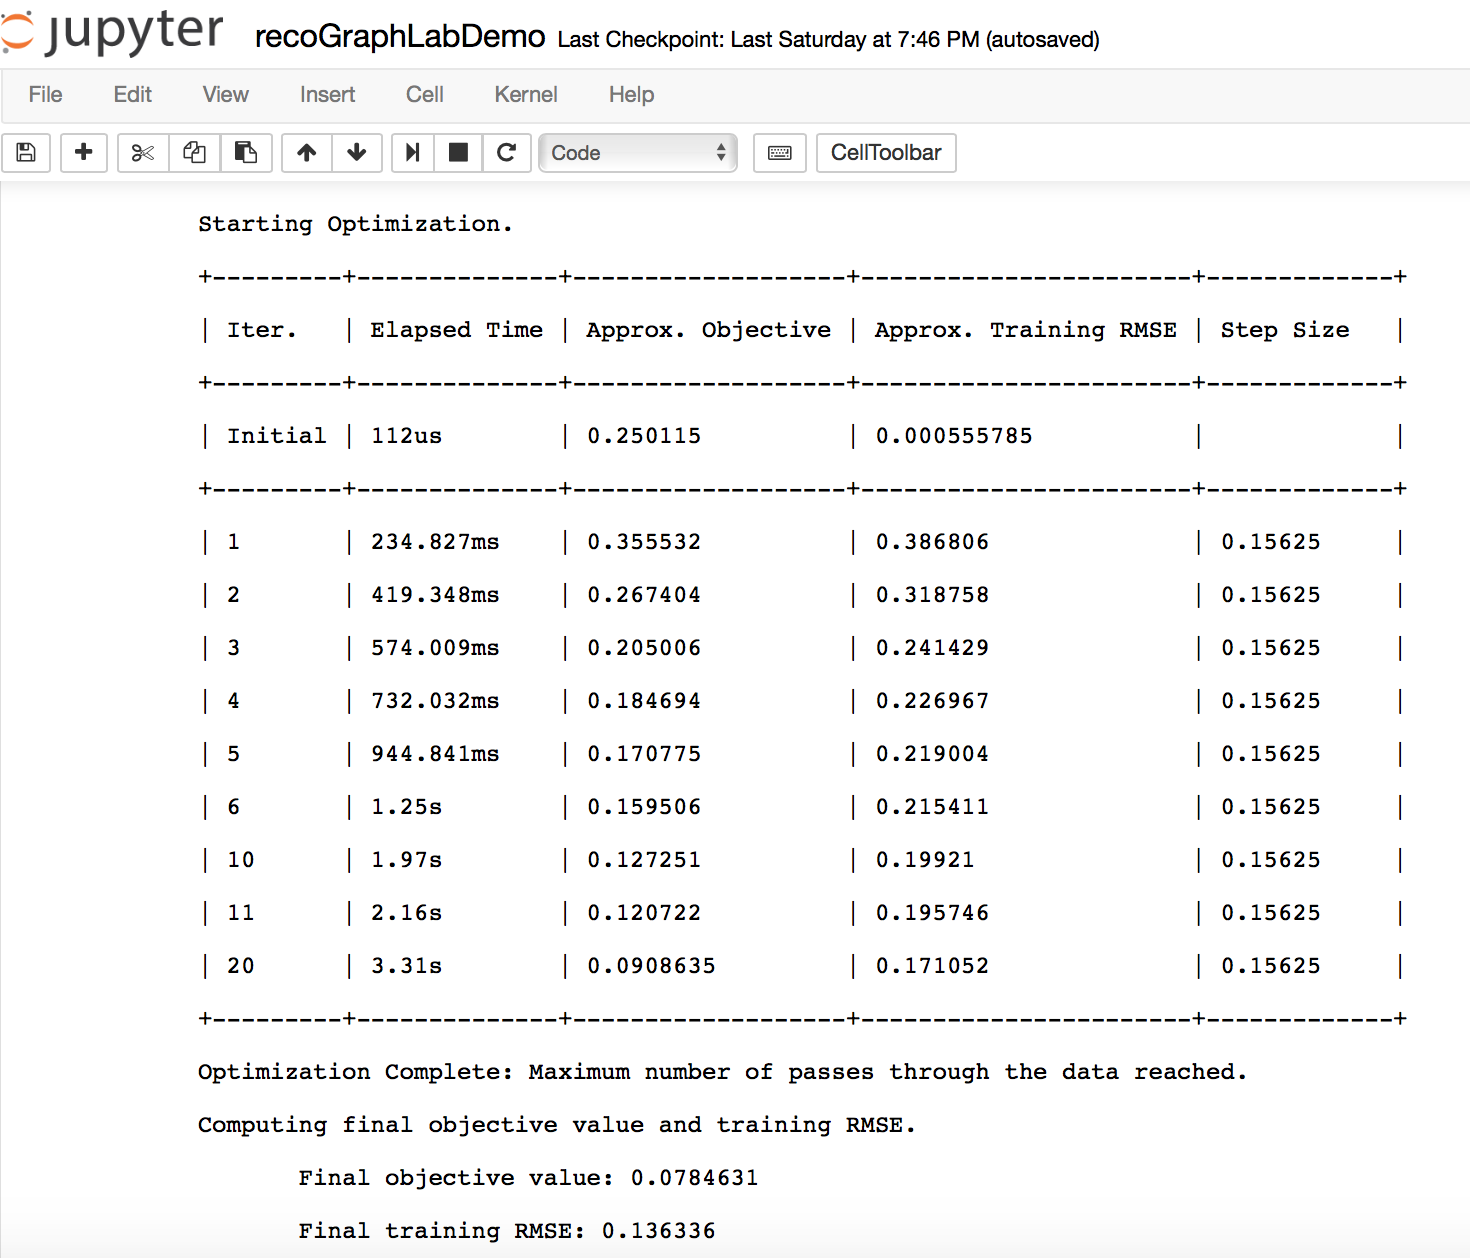 jupyter recoGraphLabDemo Last Checkpoint: Last Saturday at 7:46 PM (autosaved)
File Edit View Insert Cell Kernel Help
Code CellToolbar
Starting Optimization.
+---------+--------------+-------------------+-----------------------+-------------+
| Iter.   | Elapsed Time | Approx. Objective | Approx. Training RMSE | Step Size   |
+---------+--------------+-------------------+-----------------------+-------------+
| Initial | 112us        | 0.250115          | 0.000555785           |             |
+---------+--------------+-------------------+-----------------------+-------------+
| 1       | 234.827ms    | 0.355532          | 0.386806              | 0.15625     |
| 2       | 419.348ms    | 0.267404          | 0.318758              | 0.15625     |
| 3       | 574.009ms    | 0.205006          | 0.241429              | 0.15625     |
| 4       | 732.032ms    | 0.184694          | 0.226967              | 0.15625     |
| 5       | 944.841ms    | 0.170775          | 0.219004              | 0.15625     |
| 6       | 1.25s        | 0.159506          | 0.215411              | 0.15625     |
| 10      | 1.97s        | 0.127251          | 0.19921               | 0.15625     |
| 11      | 2.16s        | 0.120722          | 0.195746              | 0.15625     |
| 20      | 3.31s        | 0.0908635         | 0.171052              | 0.15625     |
+---------+--------------+-------------------+-----------------------+-------------+
Optimization Complete: Maximum number of passes through the data reached.
Computing final objective value and training RMSE.
       Final objective value: 0.0784631
       Final training RMSE: 0.136336